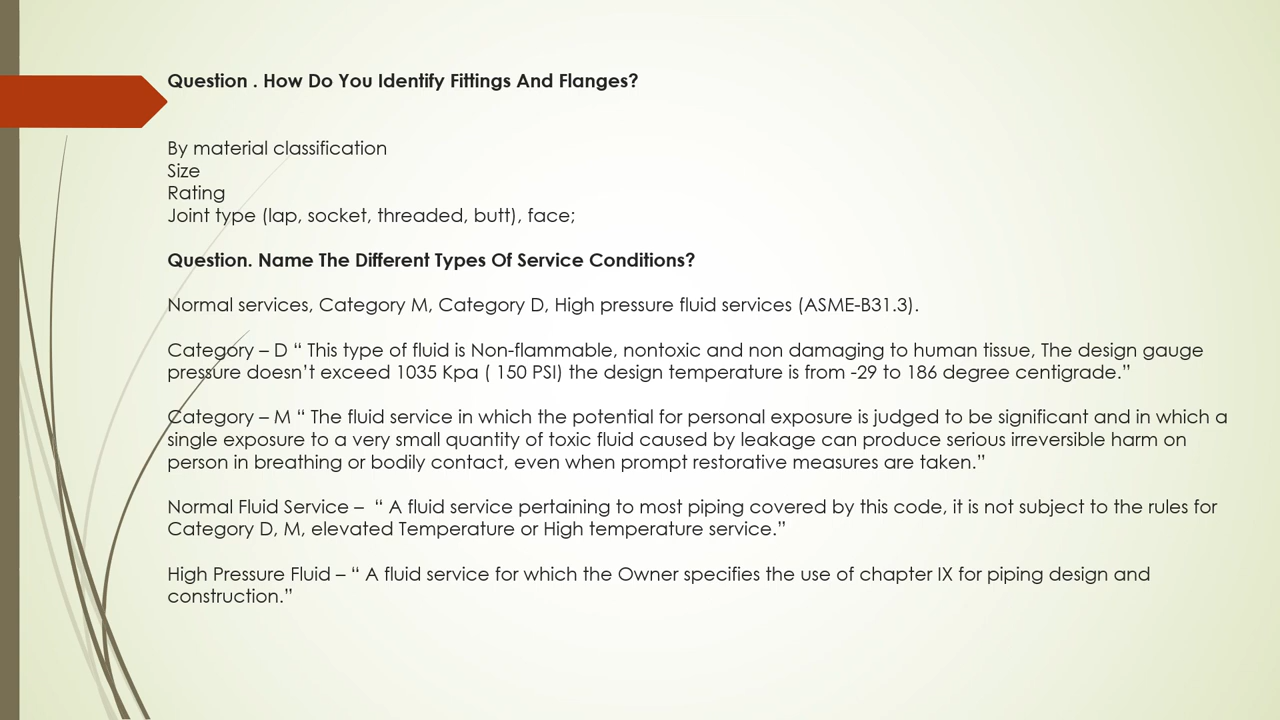 Question . How Do You Identify Fittings And Flanges?
By material classification
Size
Rating
Joint type (lap, socket, threaded, butt), face;
Question. Name The Different Types Of Service Conditions?
Normal services, Category M, Category D, High pressure fluid services (ASME-B31.3).
Category – D “ This type of fluid is Non-flammable, nontoxic and non damaging to human tissue, The design gauge
pressure doesn’t exceed 1035 Kpa ( 150 PSI) the design temperature is from -29 to 186 degree centigrade.”
Category – M “ The fluid service in which the potential for personal exposure is judged to be significant and in which a
single exposure to a very small quantity of toxic fluid caused by leakage can produce serious irreversible harm on
person in breathing or bodily contact, even when prompt restorative measures are taken.”
Normal Fluid Service –  “ A fluid service pertaining to most piping covered by this code, it is not subject to the rules for
Category D, M, elevated Temperature or High temperature service.”
High Pressure Fluid – “ A fluid service for which the Owner specifies the use of chapter IX for piping design and
construction.”